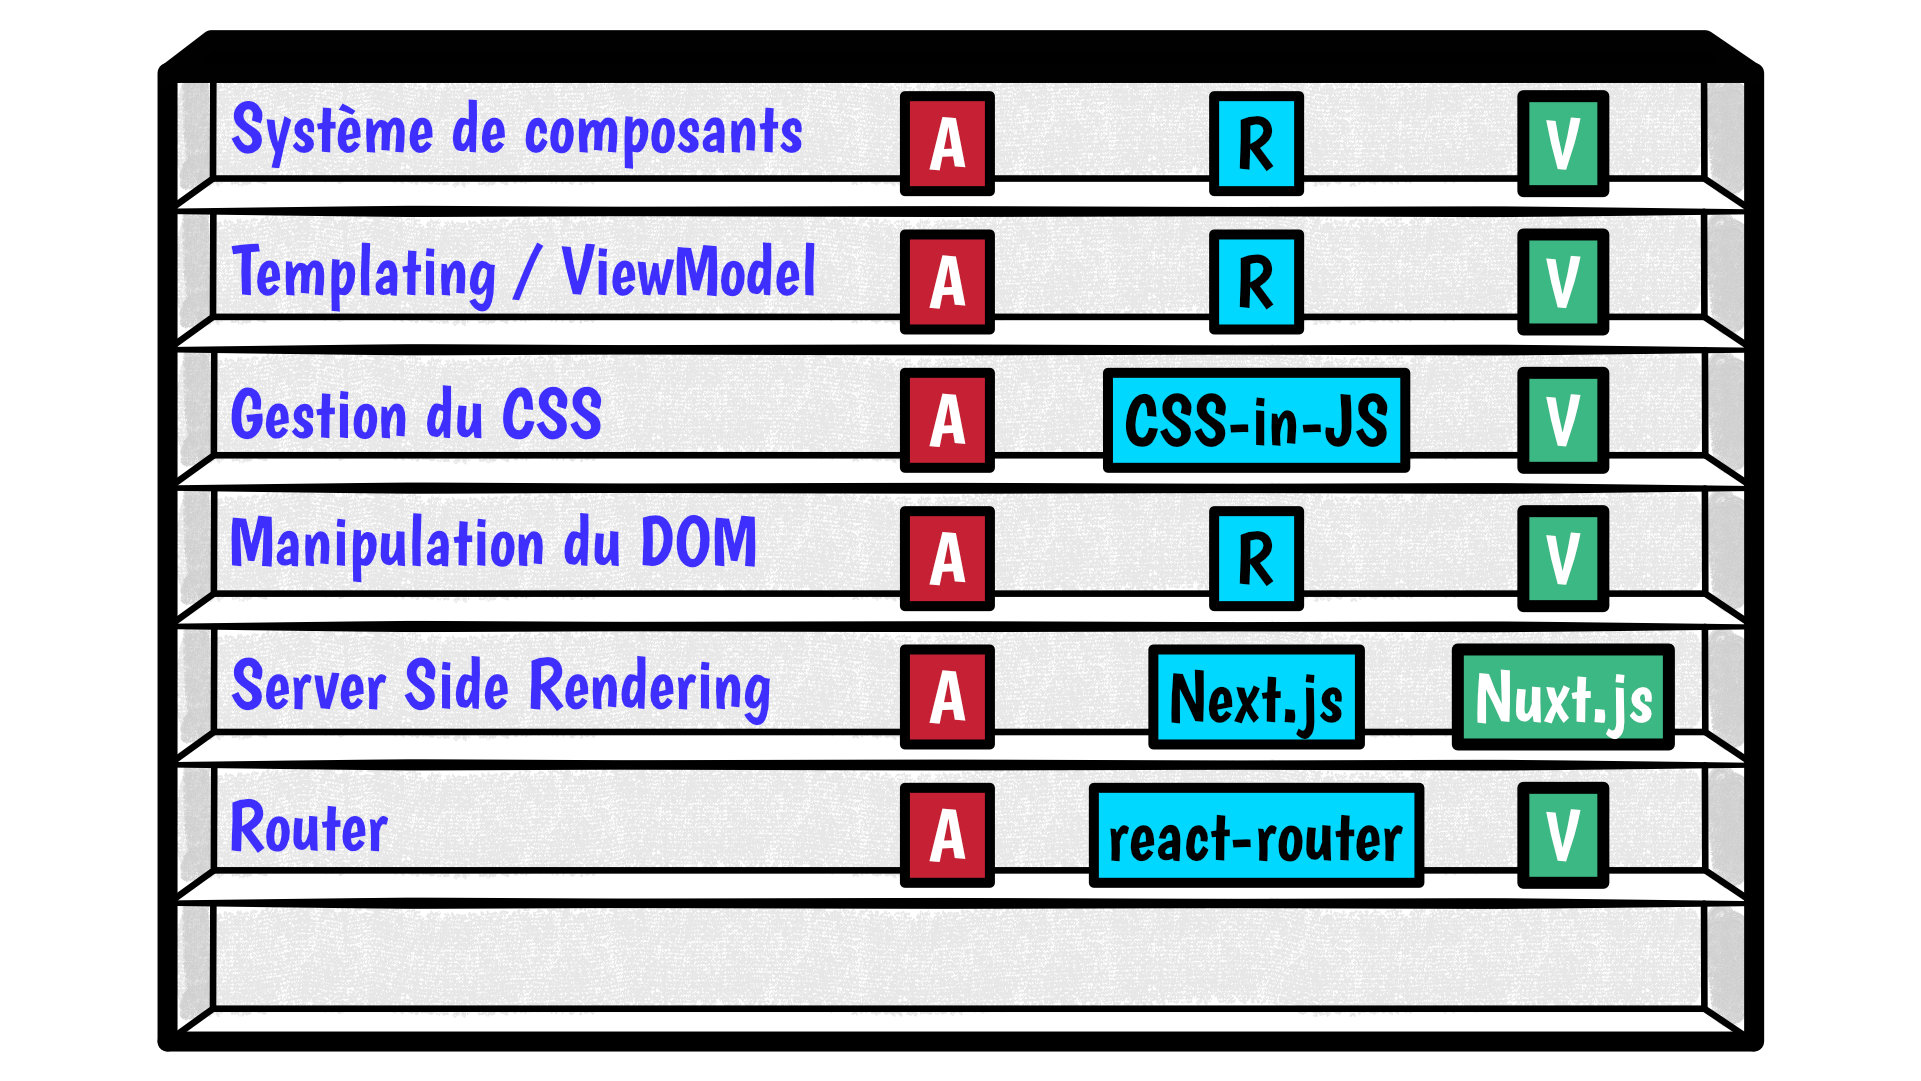 Système de composants A R V
Templating / ViewModel A R V
Gestion du CSS A CSS-in-JS V
Manipulation du DOM A R V
Server Side Rendering A Next.js Nuxt.js
Router A react-router V